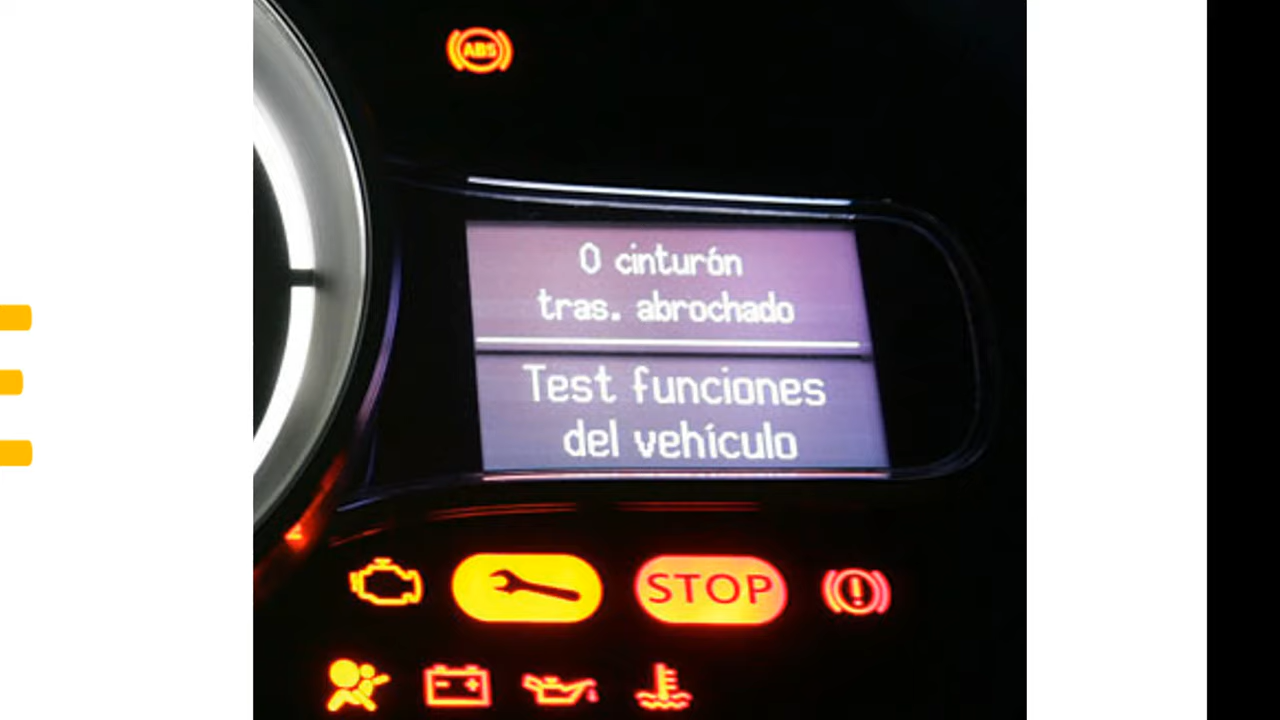 ABS
0 cinturón
tras. abrochado
Test funciones
del vehículo
STOP